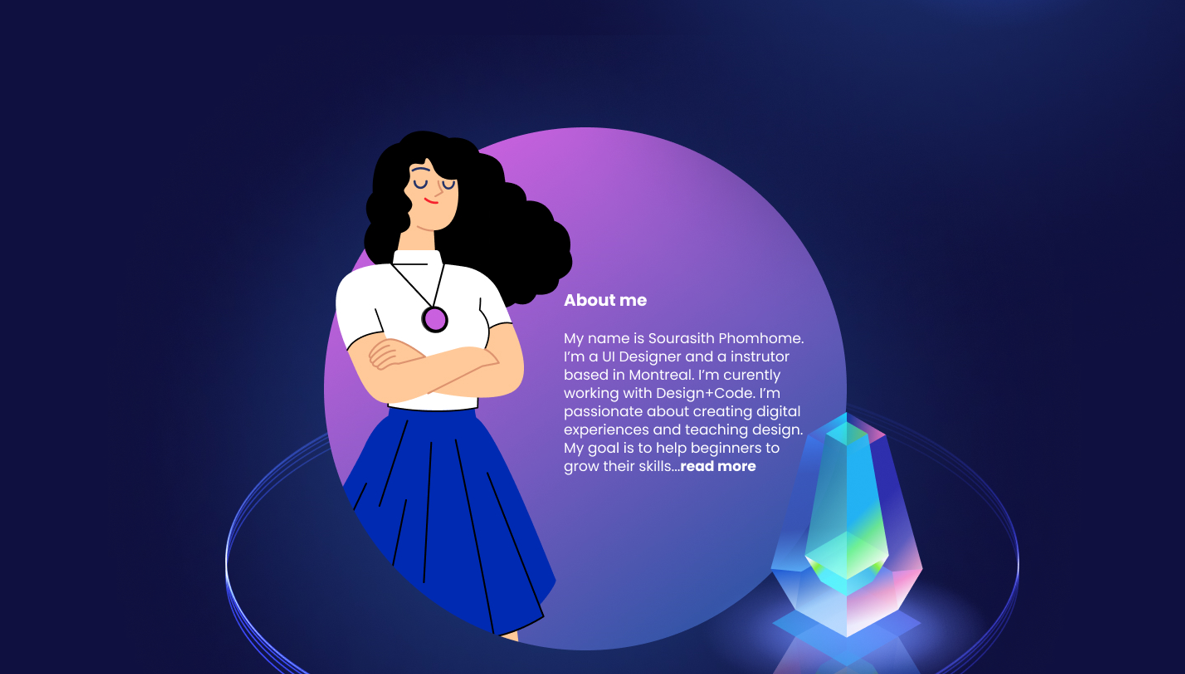 About me
My name is Sourasith Phomhome.
I’m a UI Designer and a instrutor
based in Montreal. I’m curently
working with Design+Code. I’m
passionate about creating digital
experiences and teaching design.
My goal is to help beginners to
grow their skills...read more